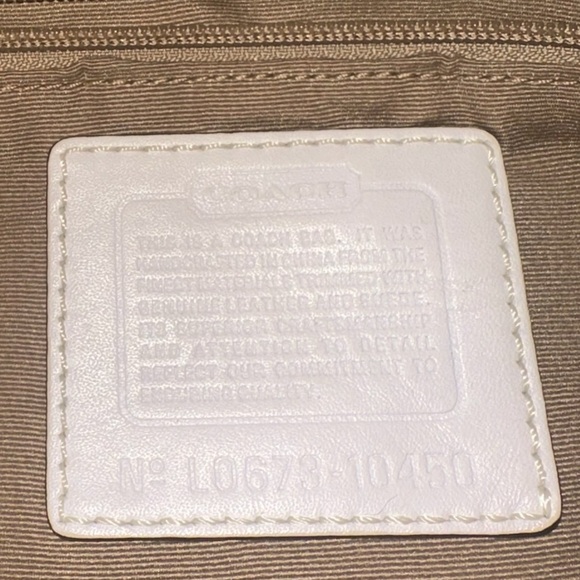 COACH
THIS IS A COACH BAG. IT WAS
HANDCRAFTED IN CHINA FROM THE
FINEST MATERIALS TRIMMED WITH
GENUINE LEATHER AND SUEDE.
ITS SUPERIOR CRAFTSMANSHIP
AND ATTENTION TO DETAIL
REFLECT OUR COMMITMENT TO
ENDURING QUALITY.
Nº L0673-10450